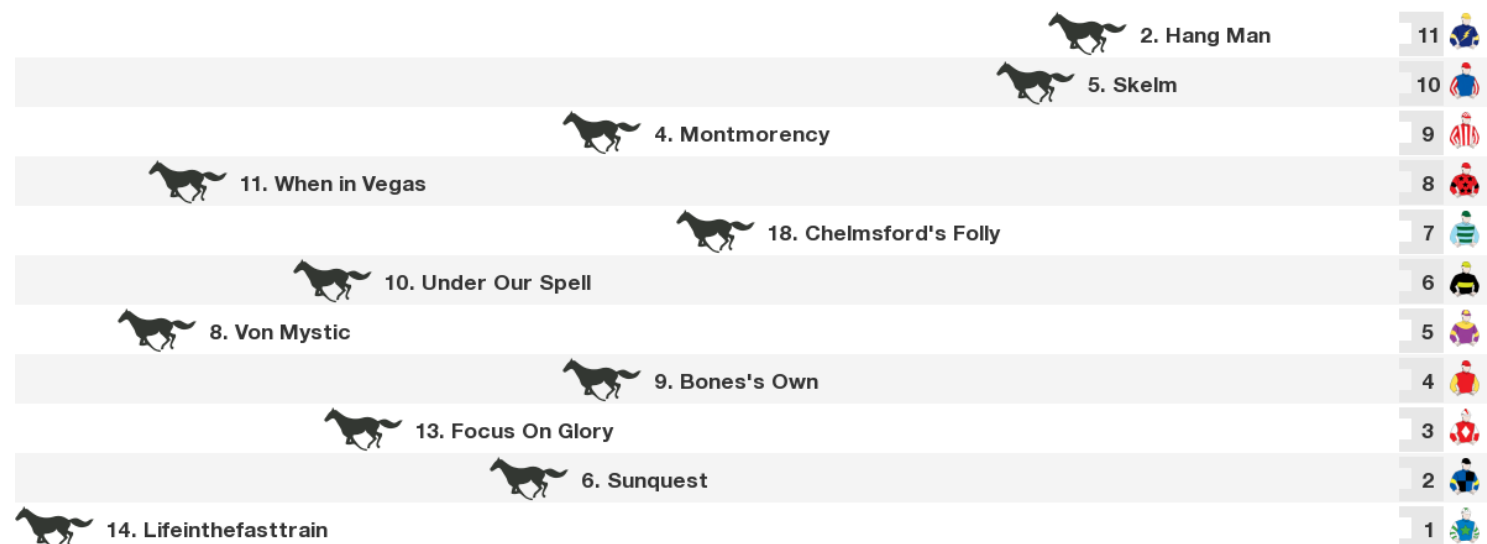 2. Hang Man 11
5. Skelm 10
4. Montmorency 9
11. When in Vegas 8
18. Chelmsford's Folly 7
10. Under Our Spell 6
8. Von Mystic 5
9. Bones's Own 4
13. Focus On Glory 3
6. Sunquest 2
14. Lifeinthefasttrain 1